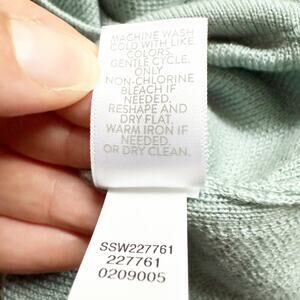 MACHINE WASH
COLD WITH LIKE
COLORS.
GENTLE CYCLE.
ONLY
NON-CHLORINE
BLEACH IF
NEEDED.
RESHAPE AND
DRY FLAT.
WARM IRON IF
NEEDED.
OR DRY CLEAN.
SSW227761
227761
0209005